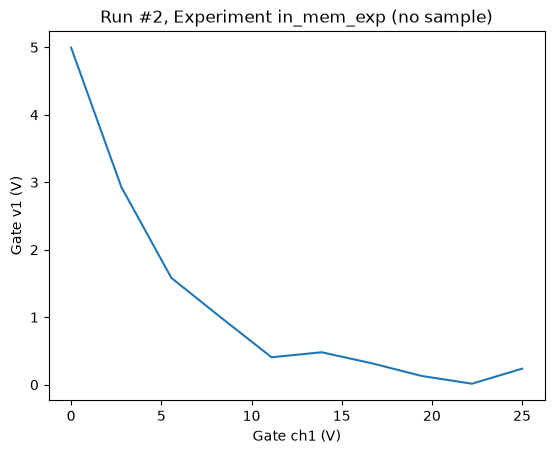 Run #2, Experiment in_mem_exp (no sample)
5
4
3
2
1
0
Gate v1 (V)
0 5 10 15 20 25
Gate ch1 (V)